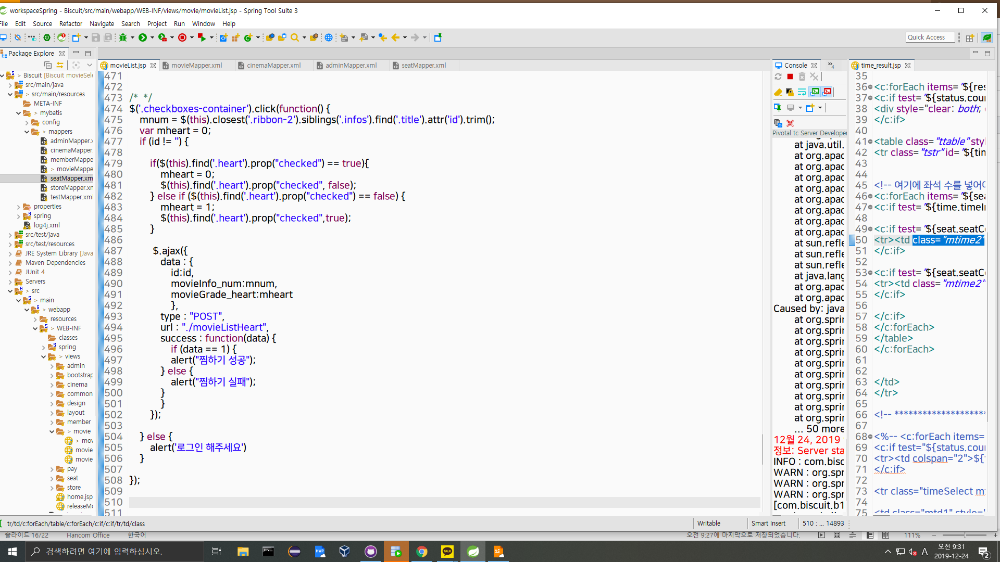 workspaceSpring - Biscuit/src/main/webapp/WEB-INF/views/movie/movieList.jsp - Spring Tool Suite 3
File Edit Source Refactor Navigate Search Project Run Window Help
Quick Access
Package Explore
> Biscuit [Biscuit movieSele
src/main/java
> src/main/resources
META-INF
> mybatis
config
> mappers
adminMapper.x
cinemaMapper
memberMappe
> movieMappe
seatMapper.xm
storeMapper.xm
testMapper.xm
properties
spring
log4j.xml
src/test/java
src/test/resources
JRE System Library [Java
Maven Dependencies
JUnit 4
Servers
> src
> main
> webapp
resources
> WEB-INF
classes
spring
> views
admin
bootstrap
cinema
common
design
layout
member
> movie
> mov
movie
movie
pay
seat
store
home.jsp
releaseMo
movieList.jsp movieMapper.xml cinemaMapper.xml adminMapper.xml seatMapper.xml
471
472
473 /* */
474 $('.checkboxes-container').click(function() {
475 mnum = $(this).closest('.ribbon-2').siblings('.infos').find('.title').attr('id').trim();
476 var mheart = 0;
477 if (id != '') {
478
479 if($(this).find('.heart').prop("checked") == true){
480 mheart = 0;
481 $(this).find('.heart').prop("checked", false);
482 } else if ($(this).find('.heart').prop("checked") == false) {
483 mheart = 1;
484 $(this).find('.heart').prop("checked",true);
485 }
486
487 $.ajax({
488 data : {
489 id:id,
490 movieInfo_num:mnum,
491 movieGrade_heart:mheart
492 },
493 type : "POST",
494 url : "./movieListHeart",
495 success : function(data) {
496 if (data == 1) {
497 alert("찜하기 성공");
498 } else {
499 alert("찜하기 실패");
500 }
501 }
502 });
503
504 } else {
505 alert('로그인 해주세요')
506 }
507
508 });
509
510
511
Console
4
Pivotal tc Server Developer
at java.util.
at org.apac
at org.apac
at org.apac
at org.apac
at org.apac
at org.apac
at org.apac
at org.apac
at sun.refle
at sun.refle
at sun.refle
at java.lang
at org.apac
at org.apac
Caused by: java
at org.sprin
at org.sprin
at org.sprin
at org.sprin
at org.sprin
at org.sprin
at org.sprin
at org.sprin
at org.sprin
at org.sprin
... 50 more
12월 24, 2019
정보: Server sta
INFO : com.bisc
WARN : org.spr
WARN : org.spr
WARN : org.spr
[com.biscuit.b1
time_result.jsp
35
36 <c:forEach items="${res
37 <c:if test="${status.cou
38 <div style="clear: both;
39 </c:if>
40
41 <table class="ttable" sty
42 <tr class="tstr" id="${tim
43
44
45 <!-- 여기에 좌석 수를 넣어야
46 <c:forEach items="${sea
47 <c:if test="${time.timeIn
48
49 <c:if test="${seat.seatCo
50 <tr><td class="mtime2"
51 </c:if>
52
53 <c:if test="${seat.seatCo
54 <tr><td class="mtime2"
55 </c:if>
56
57 </c:if>
58 </c:forEach>
59 </table>
60 </c:forEach>
61
62
63 </td>
64 </tr>
65
66 <!-- ********************
67
68 <%-- <c:forEach items=
69 <c:if test="${status.cou
70 <tr><td colspan="2">${
71 </c:if>
72
73 <tr class="timeSelect m
74
75 <td class="mtd1" style="
tr/td/c:forEach/table/c:forEach/c:if/c:if/tr/td/class
Writable Smart Insert 510 : ... 14893
슬라이드 16/22 Hancom Office 한국어 오전 9:27에 마지막으로 저장되었습니다. 111%
검색하려면 여기에 입력하십시오.
HWP
TALK
A
오전 9:31
2019-12-24
2